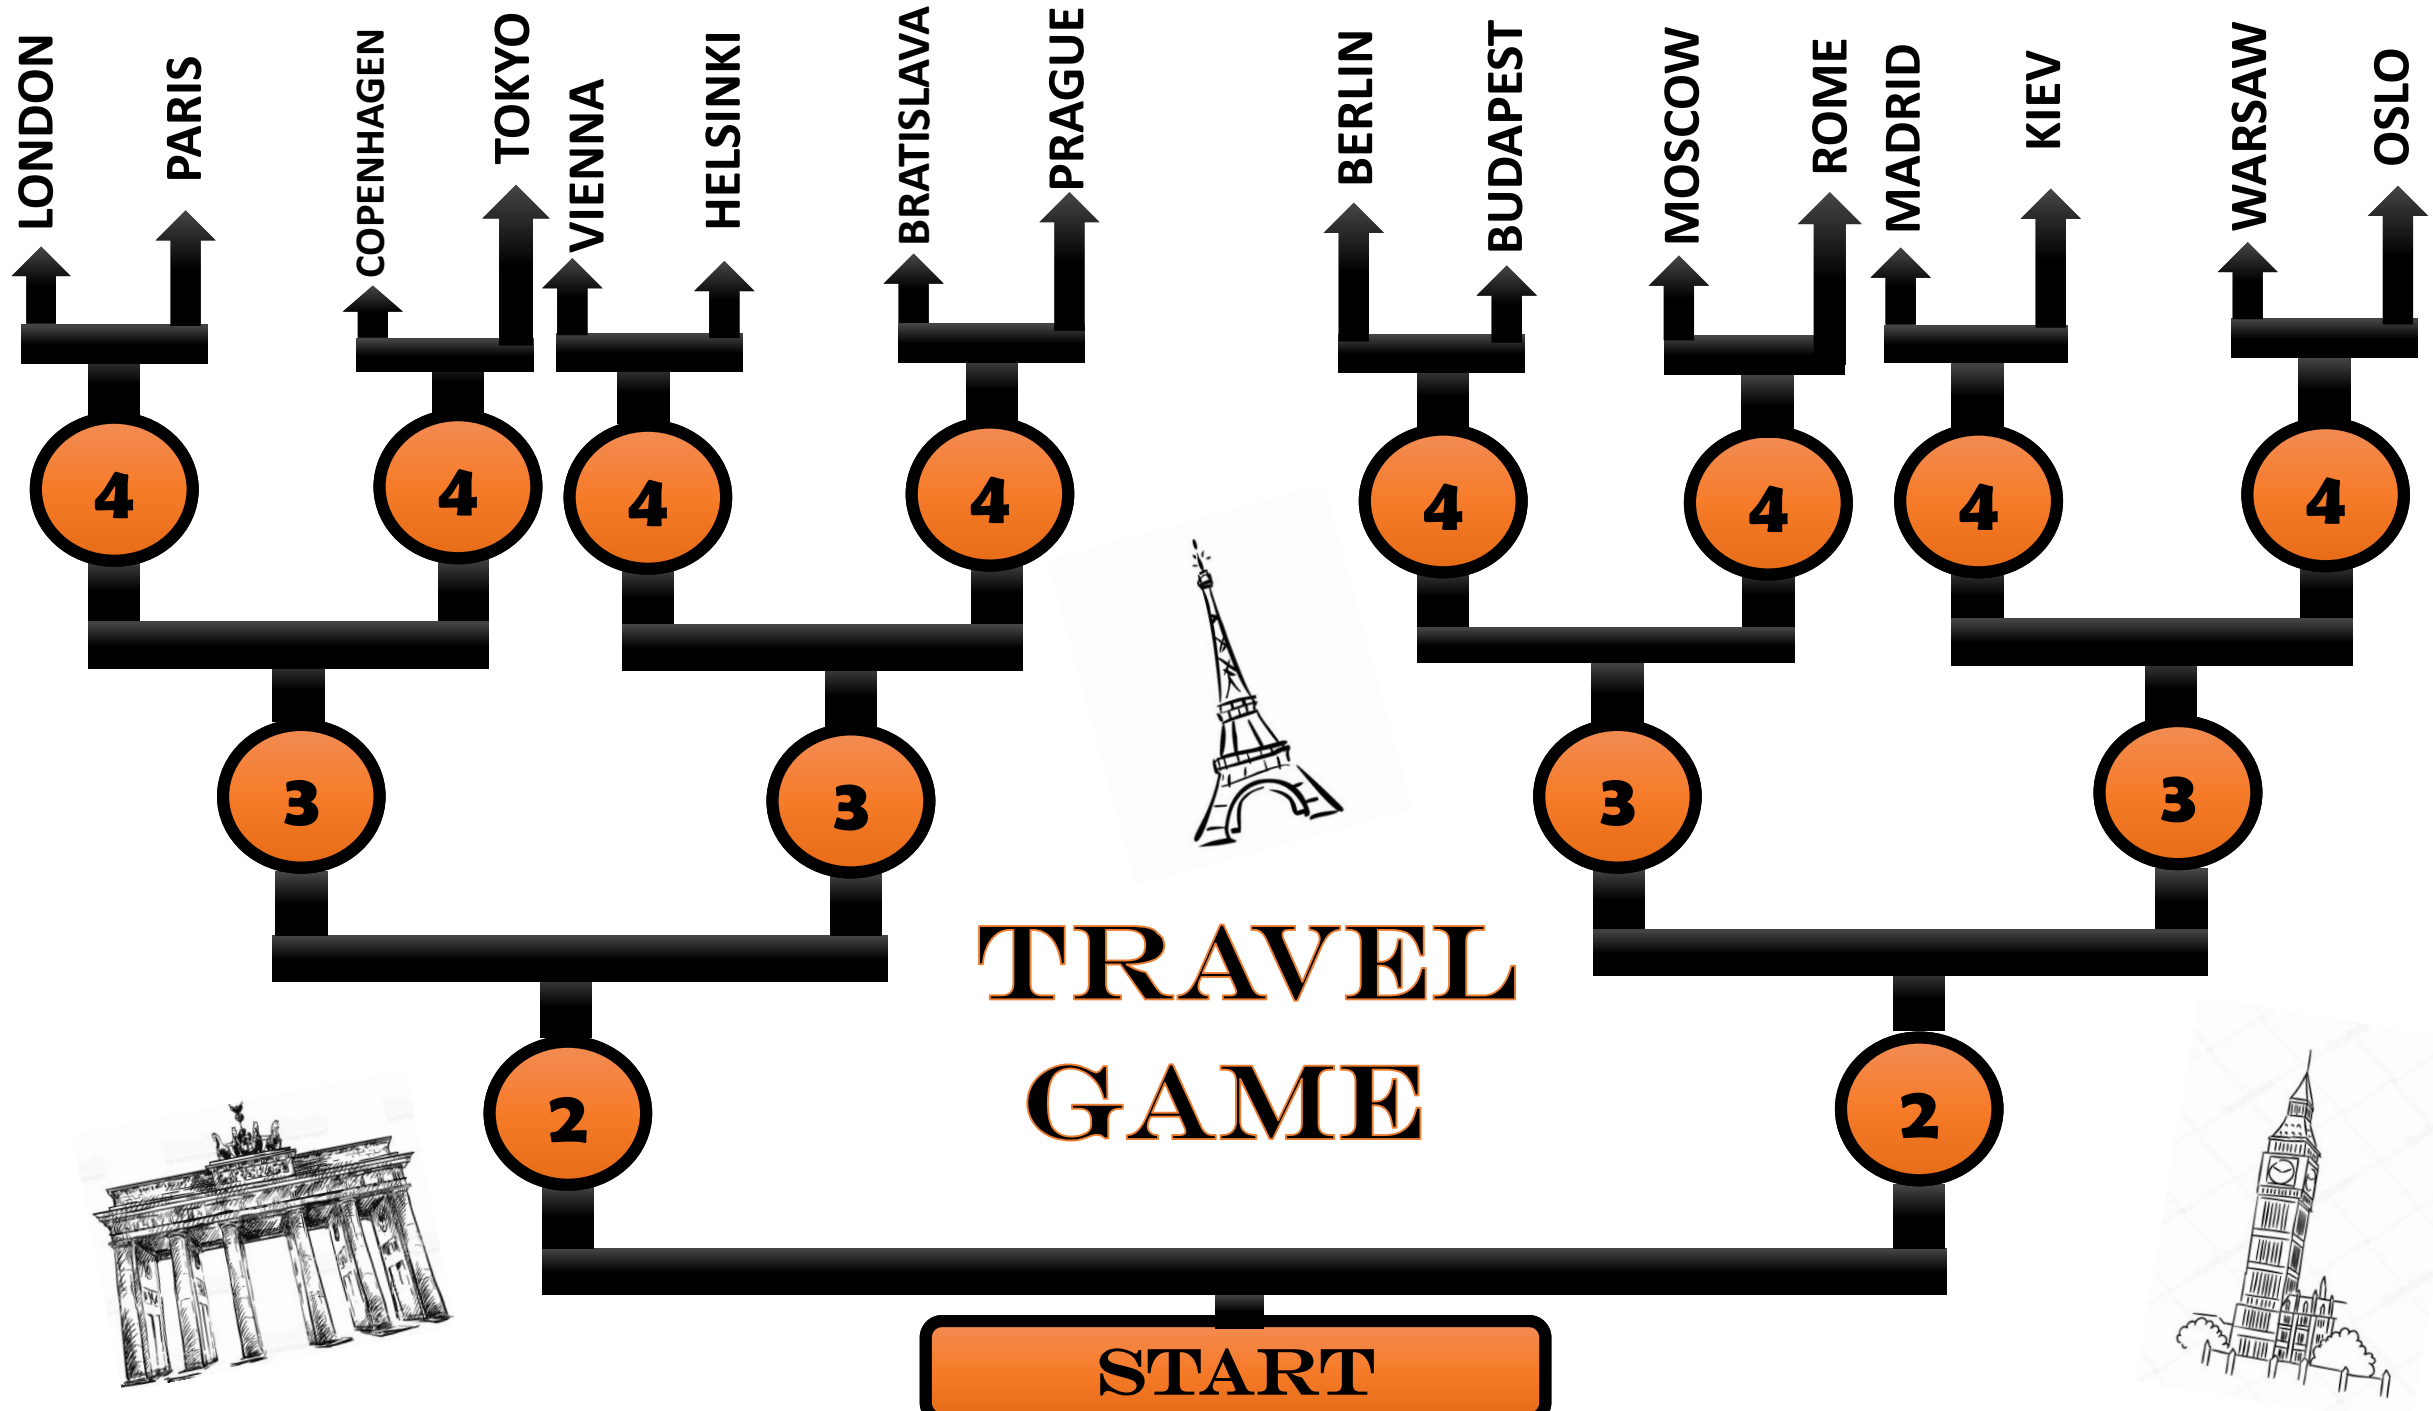 LONDON
PARIS
COPENHAGEN
TOKYO
VIENNA
HELSINKI
BRATISLAVA
PRAGUE
BERLIN
BUDAPEST
MOSCOW
ROME
MADRID
KIEV
WARSAW
OSLO
4
4
4
4
4
4
4
4
3
3
3
3
TRAVEL
GAME
2
2
START